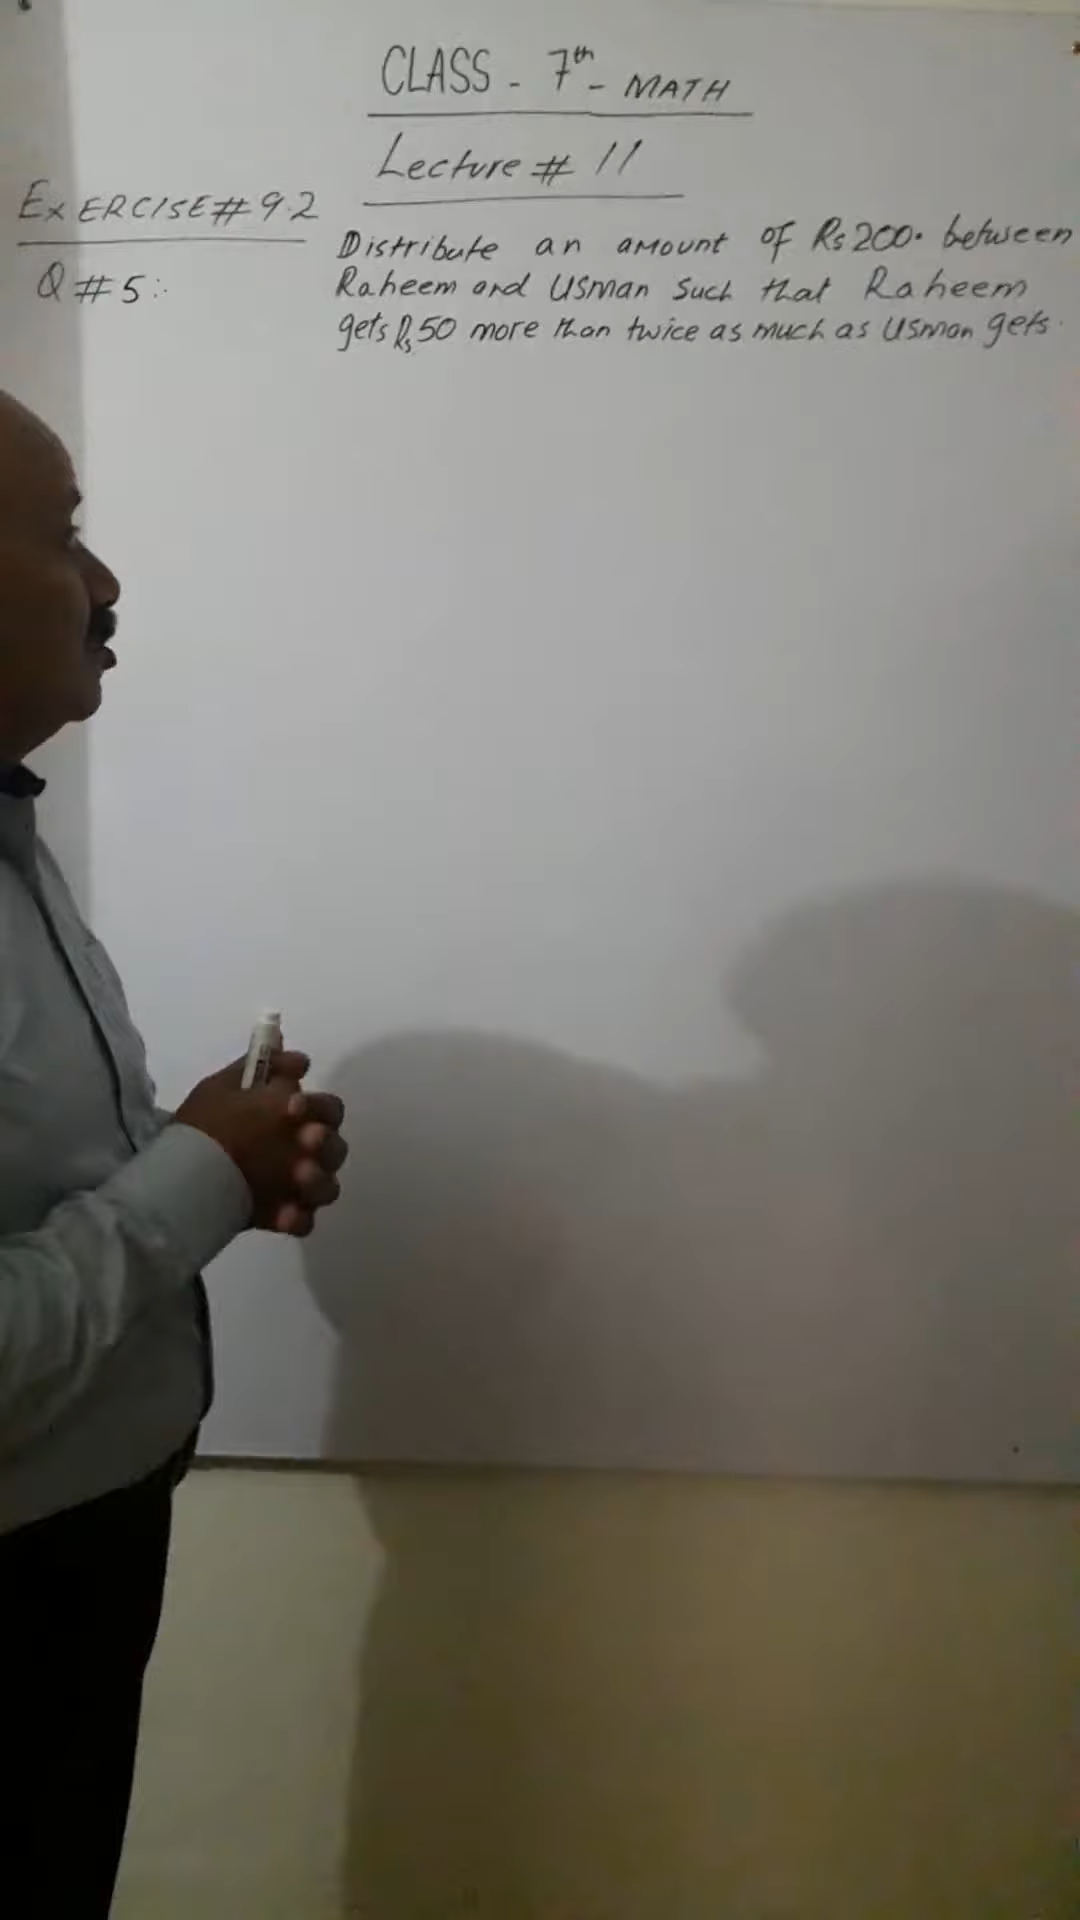 CLASS - 7th - MATH
Lecture # 11
EXERCISE # 9.2
Q # 5:-
Distribute an amount of Rs 200. between
Raheem and Usman Such that Raheem
gets Rs 50 more than twice as much as Usman gets.